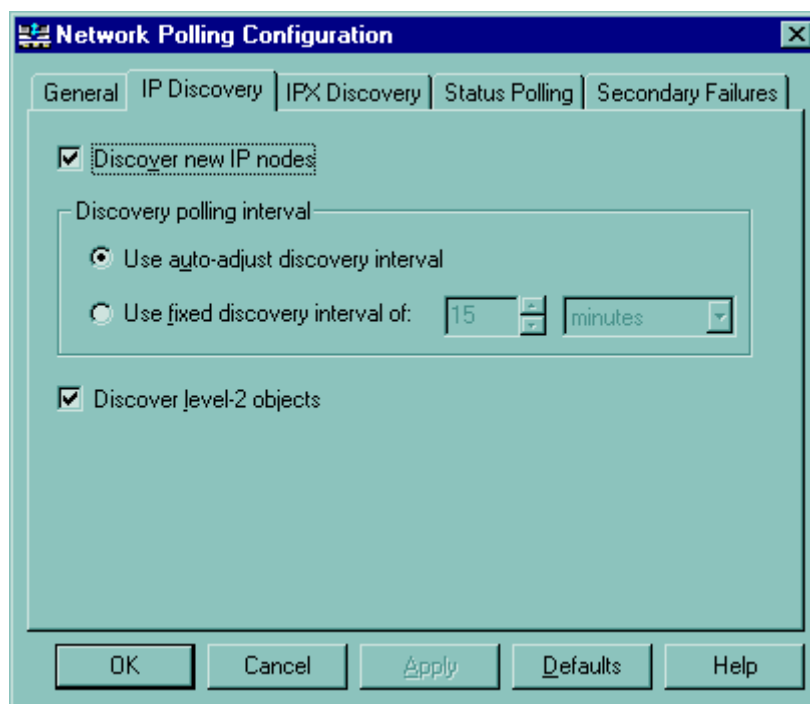 Network Polling Configuration
General IP Discovery IPX Discovery Status Polling Secondary Failures
Discover new IP nodes
Discovery polling interval
Use auto-adjust discovery interval
Use fixed discovery interval of: 15 minutes
Discover level-2 objects
OK Cancel Apply Defaults Help